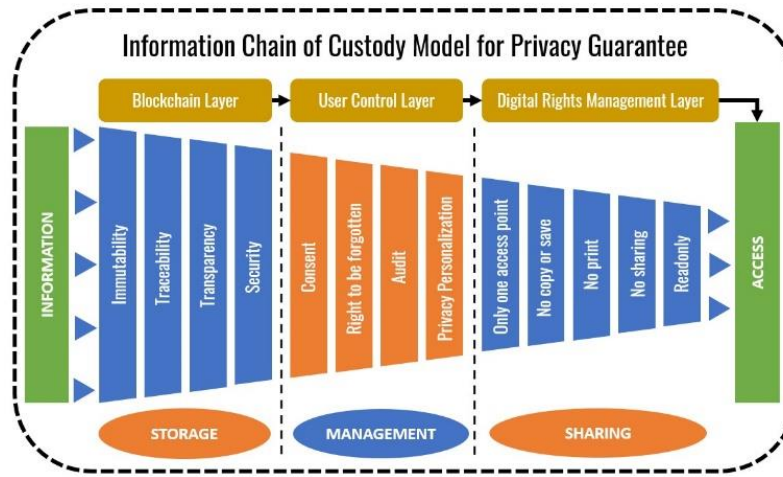 Information Chain of Custody Model for Privacy Guarantee
Blockchain Layer
User Control Layer
Digital Rights Management Layer
INFORMATION
Immutability
Traceability
Transparency
Security
Consent
Right to be forgotten
Audit
Privacy Personalization
Only one access point
No copy or save
No print
No sharing
Readonly
ACCESS
STORAGE
MANAGEMENT
SHARING